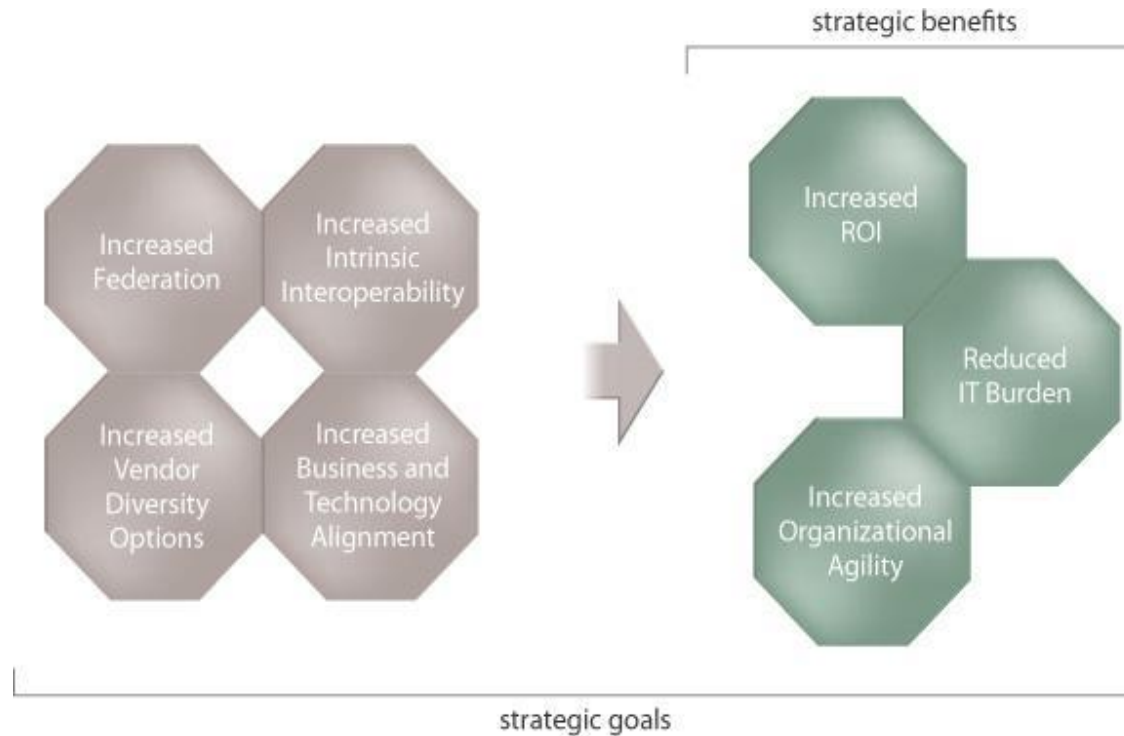 strategic benefits
Increased
Federation
Increased
Intrinsic
Interoperability
Increased
Vendor
Diversity
Options
Increased
Business and
Technology
Alignment
Increased
ROI
Reduced
IT Burden
Increased
Organizational
Agility
strategic goals